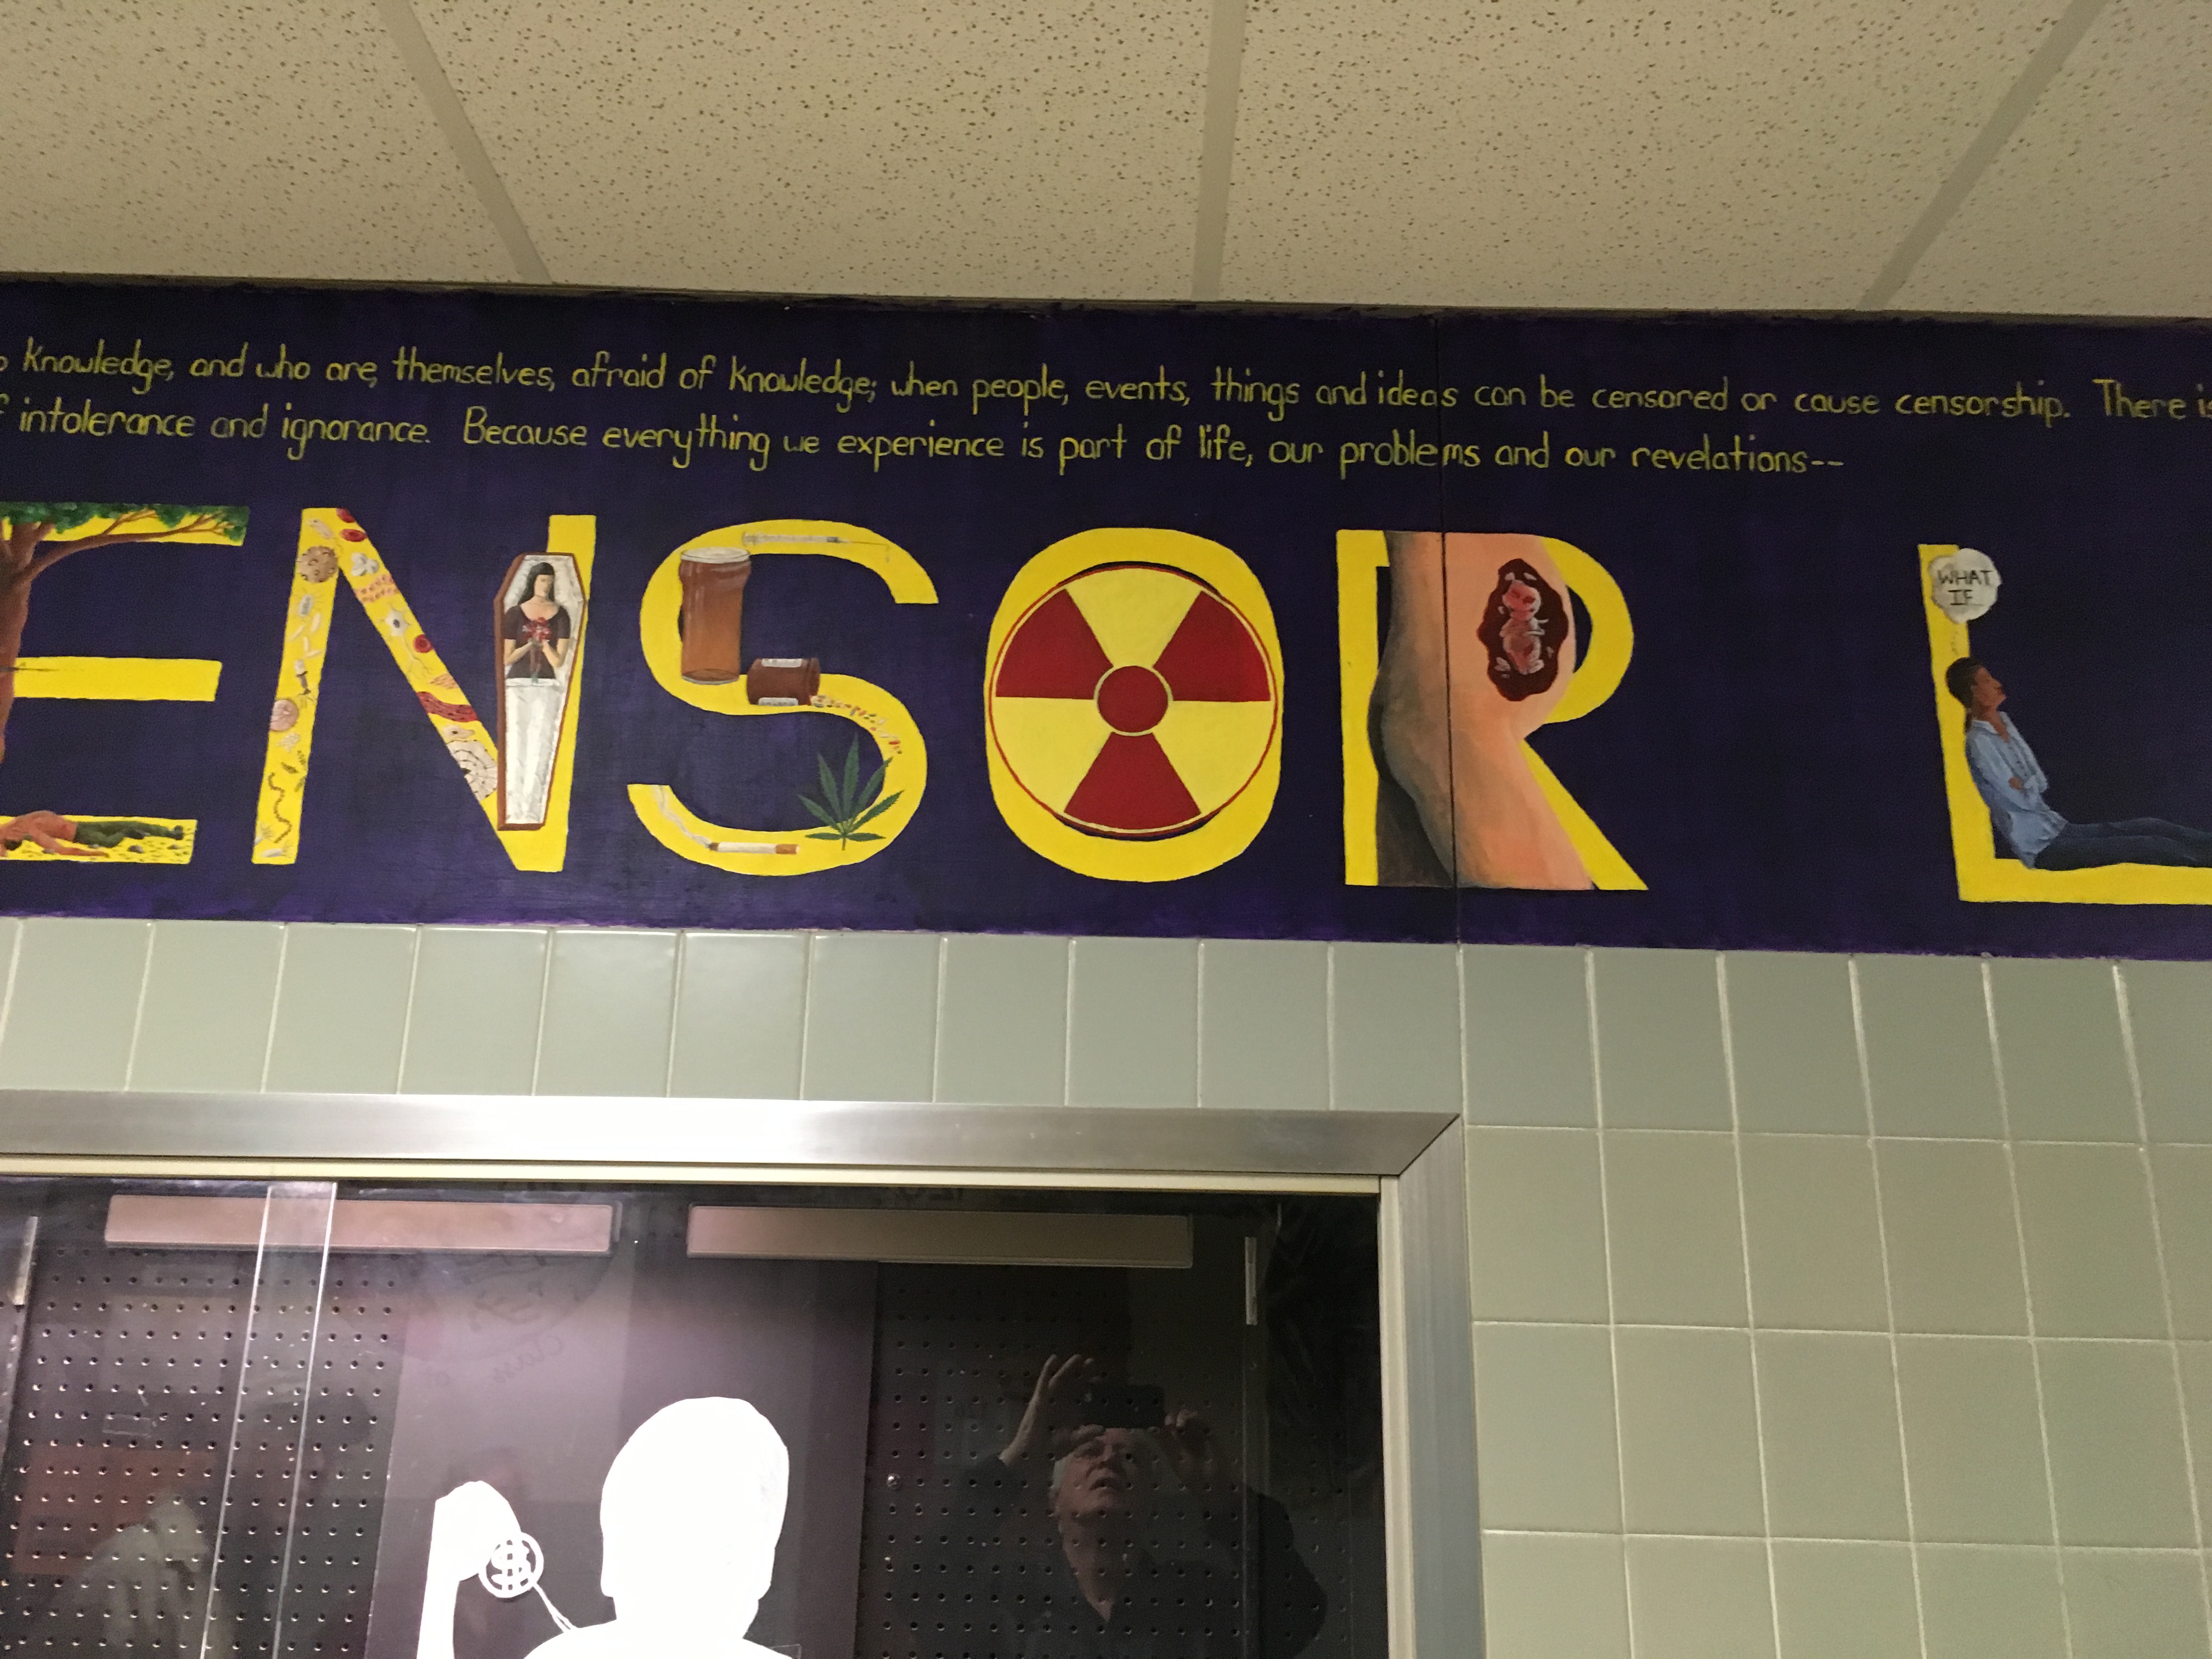 Knowledge, and who are, themselves, afraid of knowledge; when people, events, things and ideas can be censored or cause censorship. There
intolerance and ignorance. Because everything we experience is part of life, our problems and our revelations--
ENSOR L
WHAT
IF
$